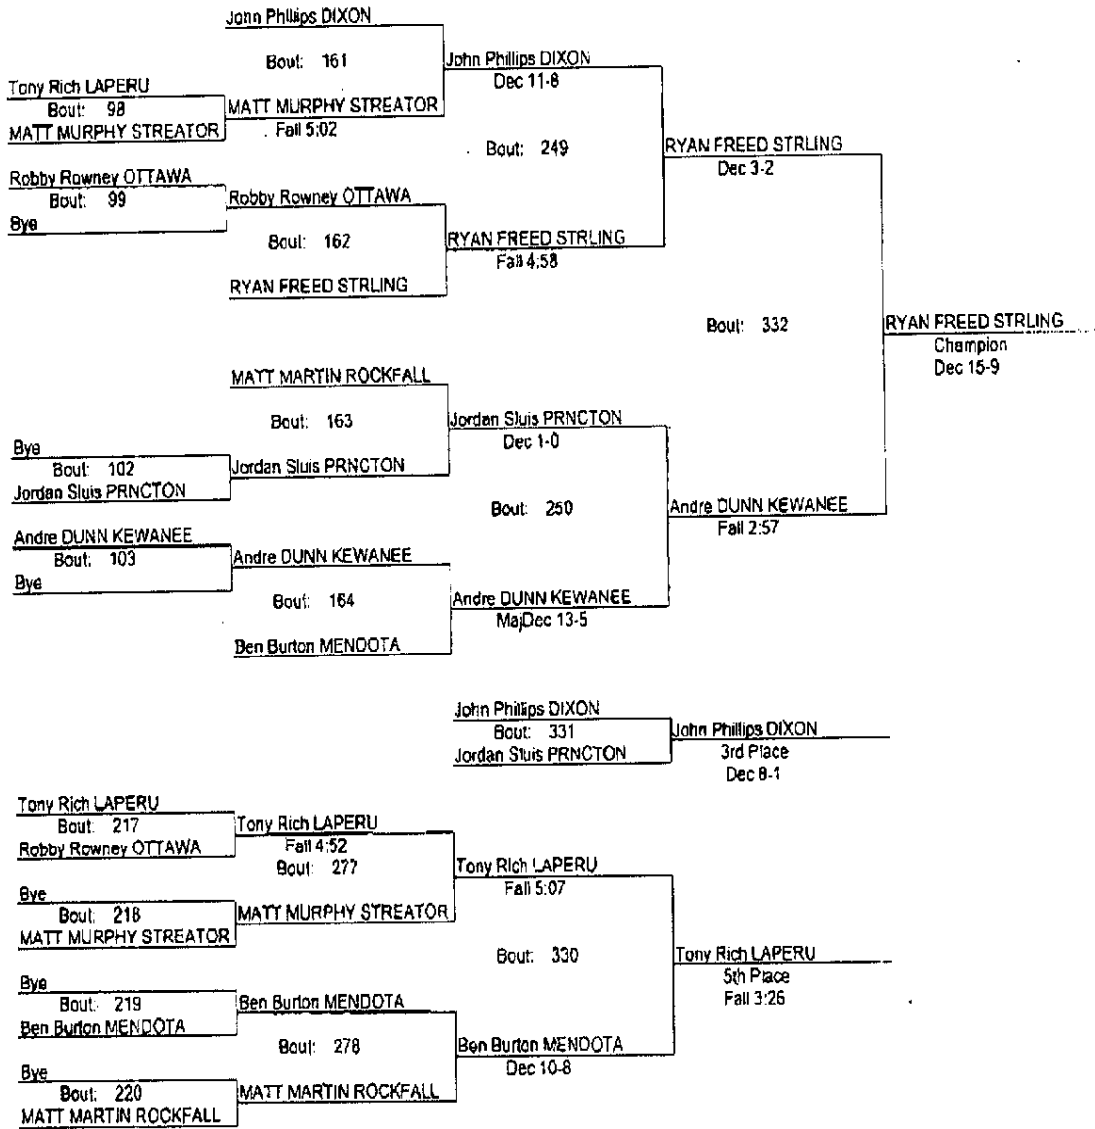 John Phillips DIXON
Bout: 161
John Phillips DIXON
Dec 11-8
Tony Rich LAPERU
Bout: 98
MATT MURPHY STREATOR
MATT MURPHY STREATOR
Fall 5:02
Bout: 249
RYAN FREED STRLING
Dec 3-2
Robby Rowney OTTAWA
Bout: 99
Bye
Robby Rowney OTTAWA
Bout: 162
RYAN FREED STRLING
Fall 4:58
RYAN FREED STRLING
Bout: 332
RYAN FREED STRLING
Champion
Dec 15-9
MATT MARTIN ROCKFALL
Bout: 163
Jordan Sluis PRNCTON
Dec 1-0
Bye
Bout: 102
Jordan Sluis PRNCTON
Jordan Sluis PRNCTON
Bout: 250
Andre DUNN KEWANEE
Fall 2:57
Andre DUNN KEWANEE
Bout: 103
Bye
Andre DUNN KEWANEE
Bout: 164
Andre DUNN KEWANEE
MajDec 13-5
Ben Burton MENDOTA
John Phillips DIXON
Bout: 331
Jordan Sluis PRNCTON
John Phillips DIXON
3rd Place
Dec 8-1
Tony Rich LAPERU
Bout: 217
Robby Rowney OTTAWA
Tony Rich LAPERU
Fall 4:52
Bout: 277
Tony Rich LAPERU
Fall 5:07
Bye
Bout: 218
MATT MURPHY STREATOR
MATT MURPHY STREATOR
Bout: 330
Tony Rich LAPERU
5th Place
Fall 3:26
Bye
Bout: 219
Ben Burton MENDOTA
Ben Burton MENDOTA
Bout: 278
Ben Burton MENDOTA
Dec 10-8
Bye
Bout: 220
MATT MARTIN ROCKFALL
MATT MARTIN ROCKFALL